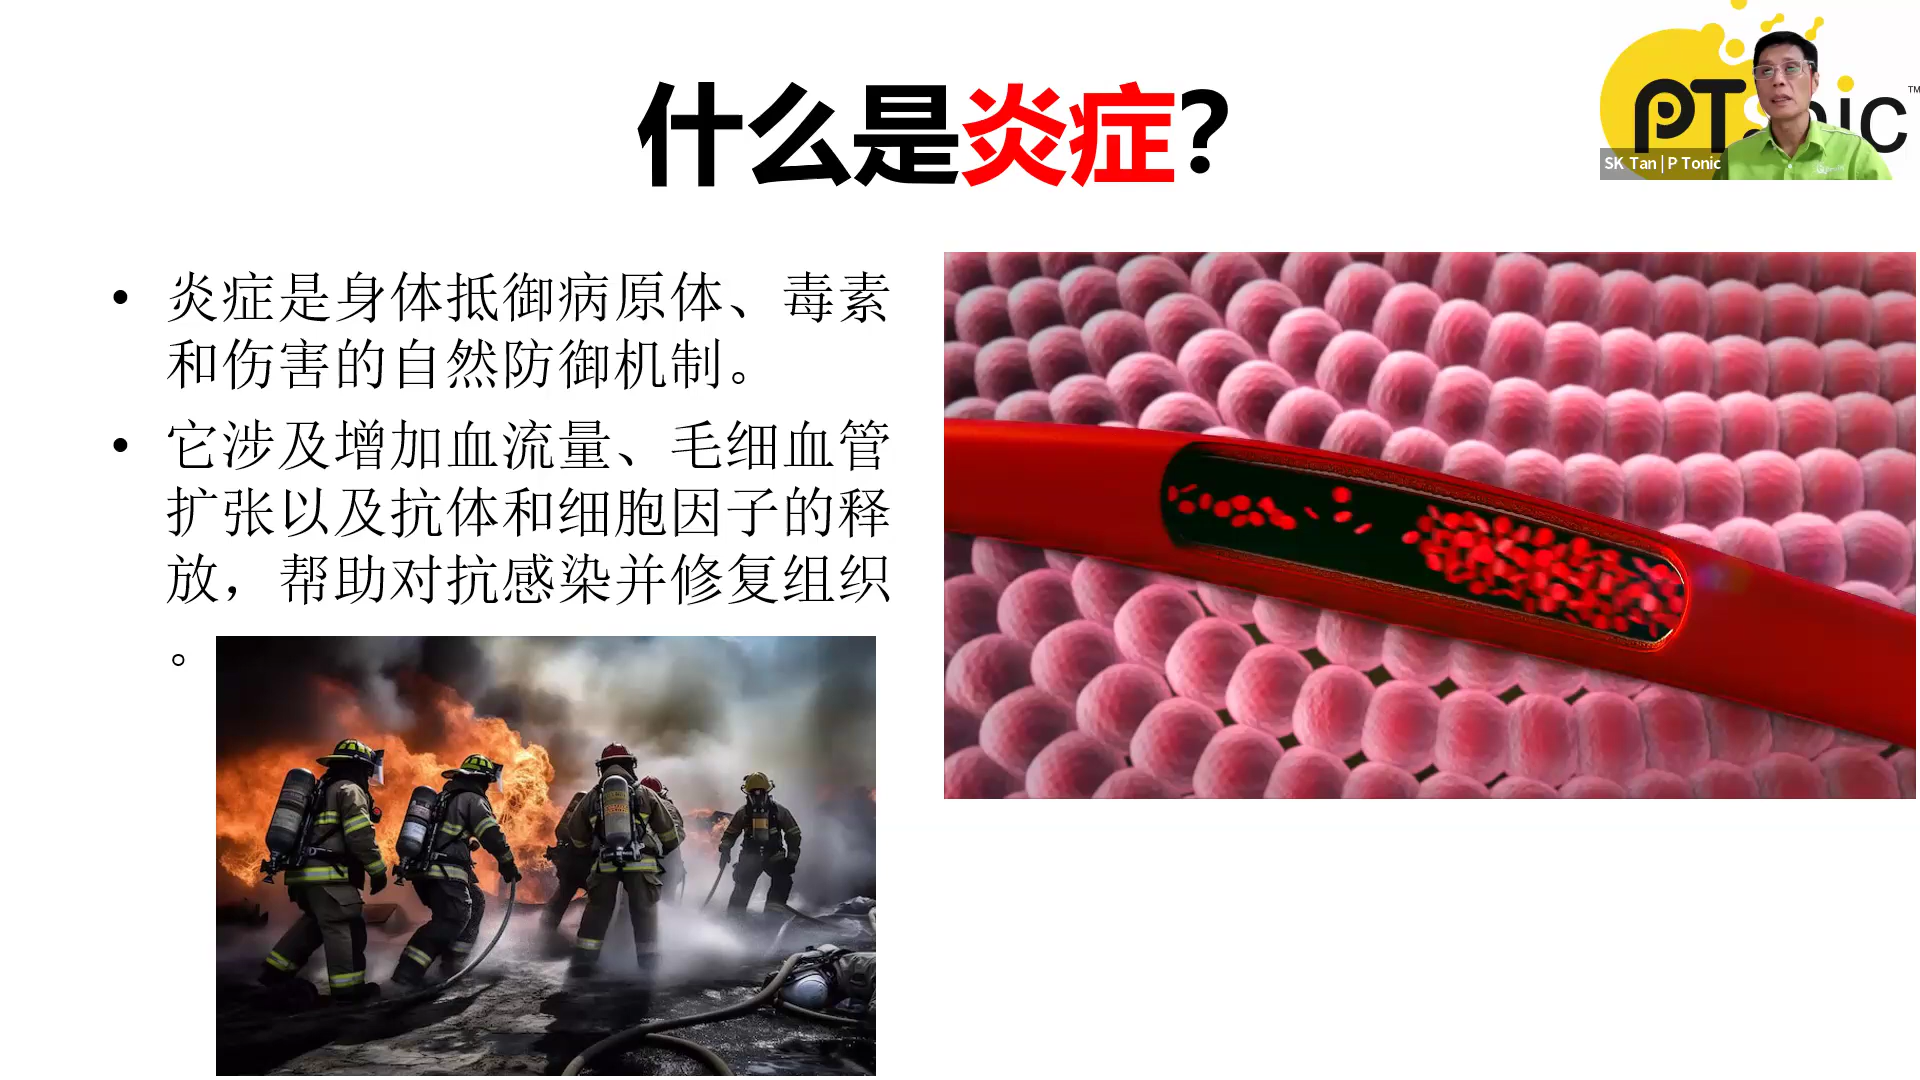 什么是炎症?
PTonic™
SK Tan | P Tonic
• 炎症是身体抵御病原体、毒素
和伤害的自然防御机制。
• 它涉及增加血流量、毛细血管
扩张以及抗体和细胞因子的释
放，帮助对抗感染并修复组织
。